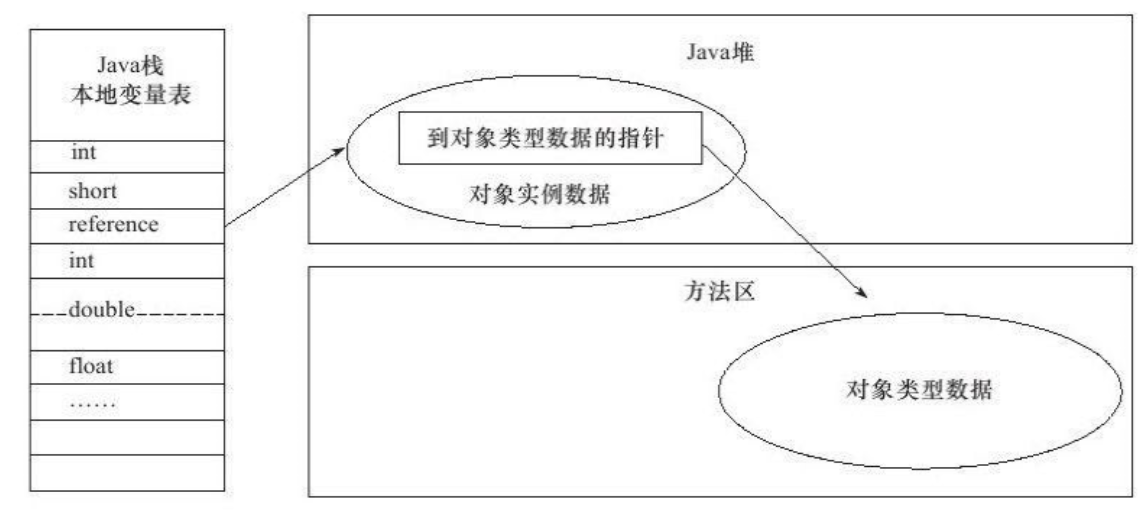 Java栈
本地变量表
int
short
reference
int
double
float
……
Java堆
到对象类型数据的指针
对象实例数据
方法区
对象类型数据